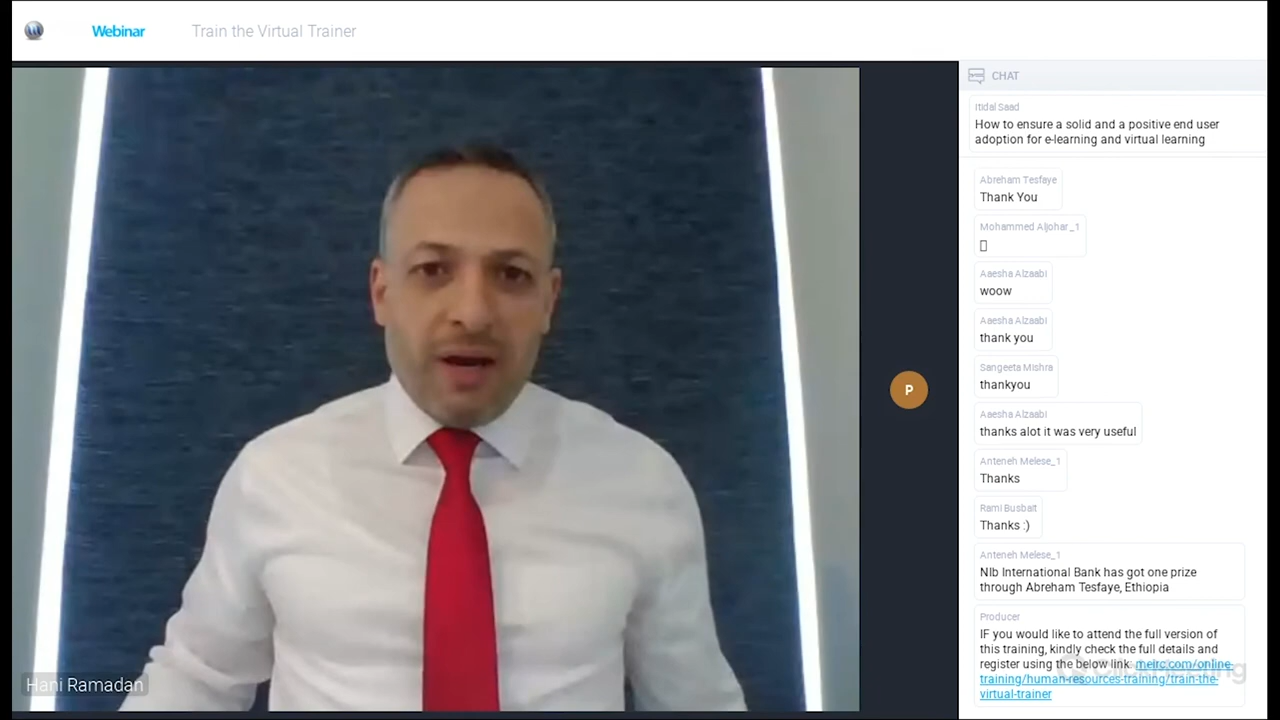 Webinar
Train the Virtual Trainer
CHAT
Itidal Saad
How to ensure a solid and a positive end user
adoption for e-learning and virtual learning
Abreham Tesfaye
Thank You
Mohammed Aljohar_1
Aaesha Alzaabi
woow
Aaesha Alzaabi
thank you
Sangeeta Mishra
thankyou
Aaesha Alzaabi
thanks alot it was very useful
Anteneh Melese_1
Thanks
Rami Busbait
Thanks :)
Anteneh Melese_1
NIb International Bank has got one prize
through Abreham Tesfaye, Ethiopia
Producer
IF you would like to attend the full version of
this training, kindly check the full details and
register using the below link: meirc.com/online-
training/human-resources-training/train-the-
virtual-trainer
P
Hani Ramadan